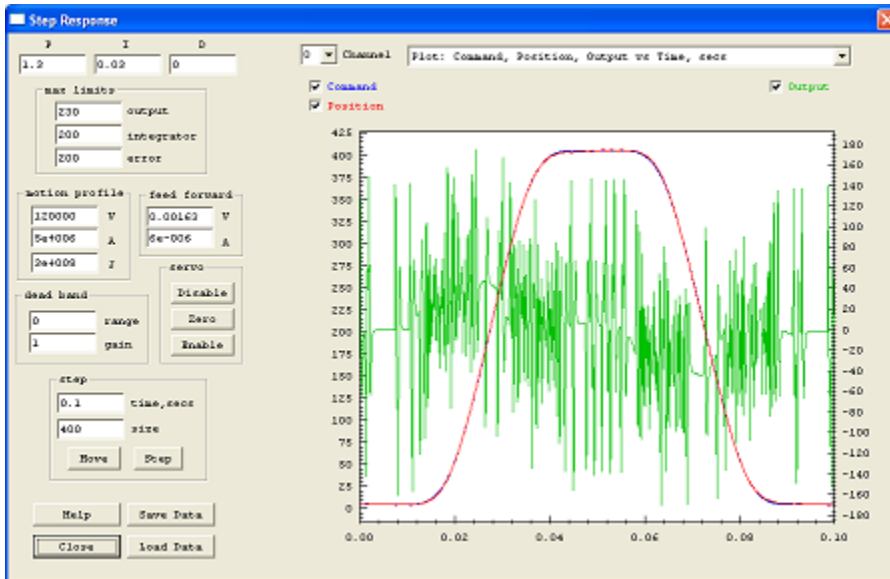 Step Response
P I D
1.2 0.02 0
max limits
230 output
200 integrator
200 error
motion profile
120000 V
5e+006 A
2e+009 J
feed forward
0.00163 V
6e-006 A
servo
Disable
Zero
Enable
dead band
0 range
1 gain
step
0.1 time,secs
400 size
Move Step
Help Save Data
Close Load Data
0 Channel Plot: Command, Position, Output vs Time, secs
Command
Position
Output
425
400
375
350
325
300
275
250
225
200
175
150
125
100
75
50
25
0
180
160
140
120
100
80
60
40
20
0
-20
-40
-60
-80
-100
-120
-140
-160
-180
0.00 0.02 0.04 0.06 0.08 0.10